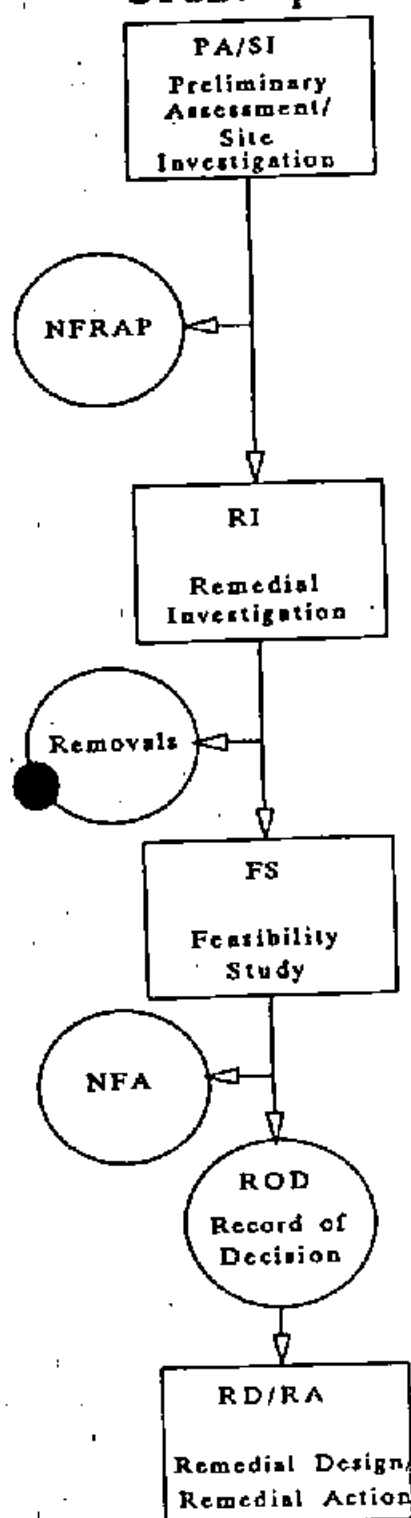 PA/SI
Preliminary
Assessment/
Site
Investigation
NFRAP
RI
Remedial
Investigation
Removals
FS
Feasibility
Study
NFA
ROD
Record of
Decision
RD/RA
Remedial Design/
Remedial Action